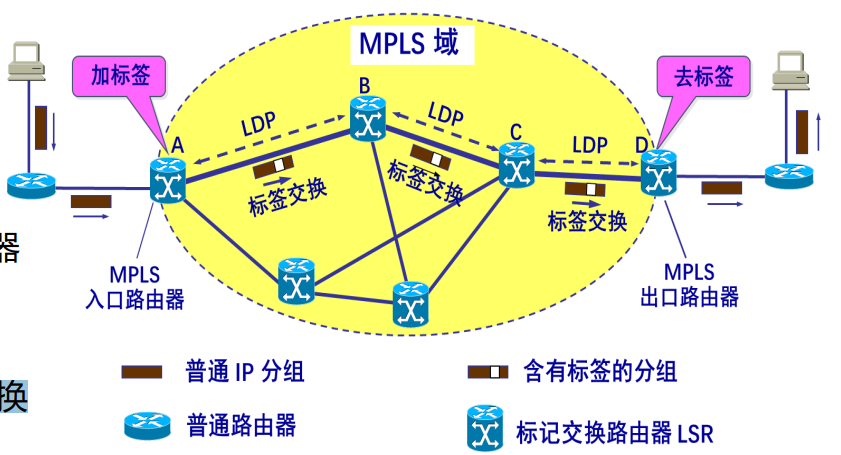 MPLS 域
加标签
去标签
A
B
C
D
LDP
LDP
LDP
标签交换
标签交换
标签交换
器
MPLS
入口路由器
MPLS
出口路由器
普通 IP 分组
含有标签的分组
换
普通路由器
标记交换路由器 LSR